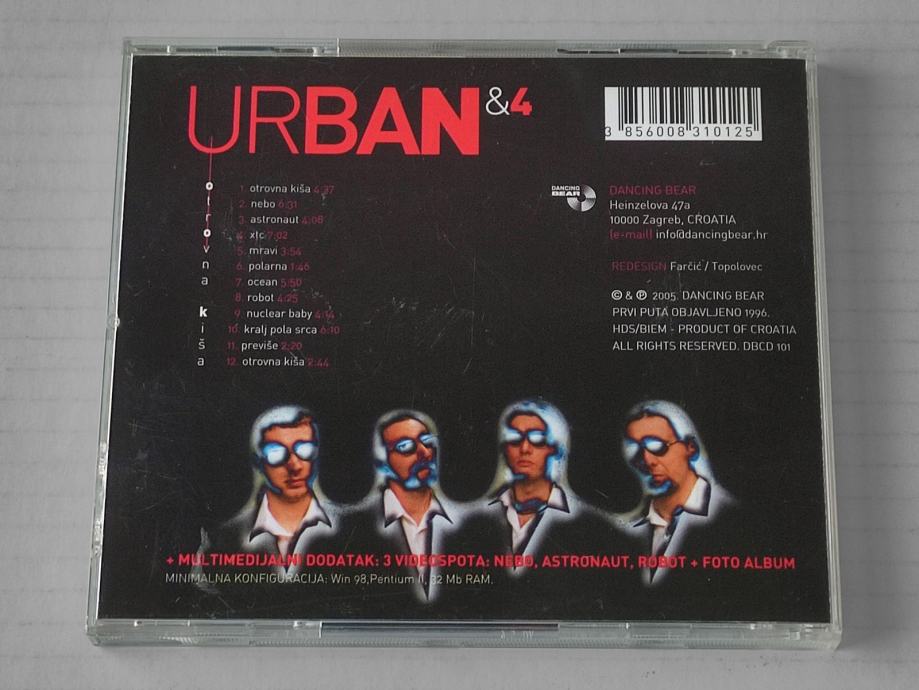 URBAN &4
3 856008 310125
otrovna kiša
1. otrovna kiša 4:37
2. nebo 6:31
3. astronaut 4:08
4. xlc 7:02
5. mravi 3:54
6. polarna 1:46
7. ocean 5:50
8. robot 4:25
9. nuclear baby 4:14
10. kralj pola srca 6:10
11. previše 2:20
12. otrovna kiša 2:44
DANCING
BEAR
DANCING BEAR
Heinzelova 47a
10000 Zagreb, CROATIA
[e-mail] info@dancingbear.hr
REDESIGN Farčić / Topolovec
© & ℗ 2005. DANCING BEAR
PRVI PUTA OBJAVLJENO 1996.
HDS/BIEM - PRODUCT OF CROATIA
ALL RIGHTS RESERVED. DBCD 101
+ MULTIMEDIJALNI DODATAK: 3 VIDEOSPOTA: NEBO, ASTRONAUT, ROBOT + FOTO ALBUM
MINIMALNA KONFIGURACIJA: Win 98,Pentium II, 32 Mb RAM.